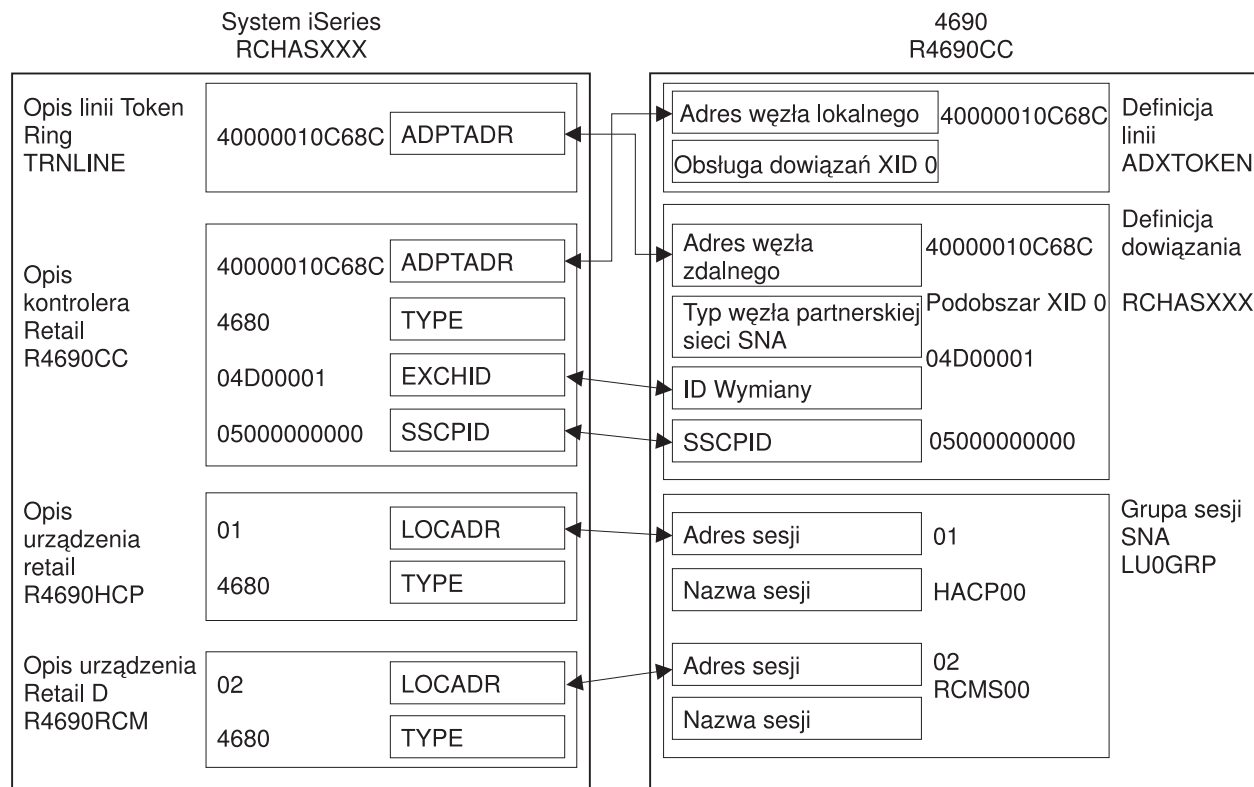 System iSeries
RCHASXXX
Opis linii Token
Ring
TRNLINE
40000010C68C
ADPTADR
Opis
kontrolera
Retail
R4690CC
40000010C68C
ADPTADR
4680
TYPE
04D00001
EXCHID
05000000000
SSCPID
Opis
urządzenia
retail
R4690HCP
01
LOCADR
4680
TYPE
Opis urządzenia
Retail D
R4690RCM
02
LOCADR
4680
TYPE
4690
R4690CC
Adres węzła lokalnego
40000010C68C
Obsługa dowiązań XID 0
Definicja
linii
ADXTOKEN
Adres węzła
zdalnego
40000010C68C
Typ węzła partnerskiej
sieci SNA
Podobszar XID 0
04D00001
ID Wymiany
SSCPID
05000000000
Definicja
dowiązania
RCHASXXX
Adres sesji
01
Nazwa sesji
HACP00
Adres sesji
02
RCMS00
Nazwa sesji
Grupa sesji
SNA
LU0GRP